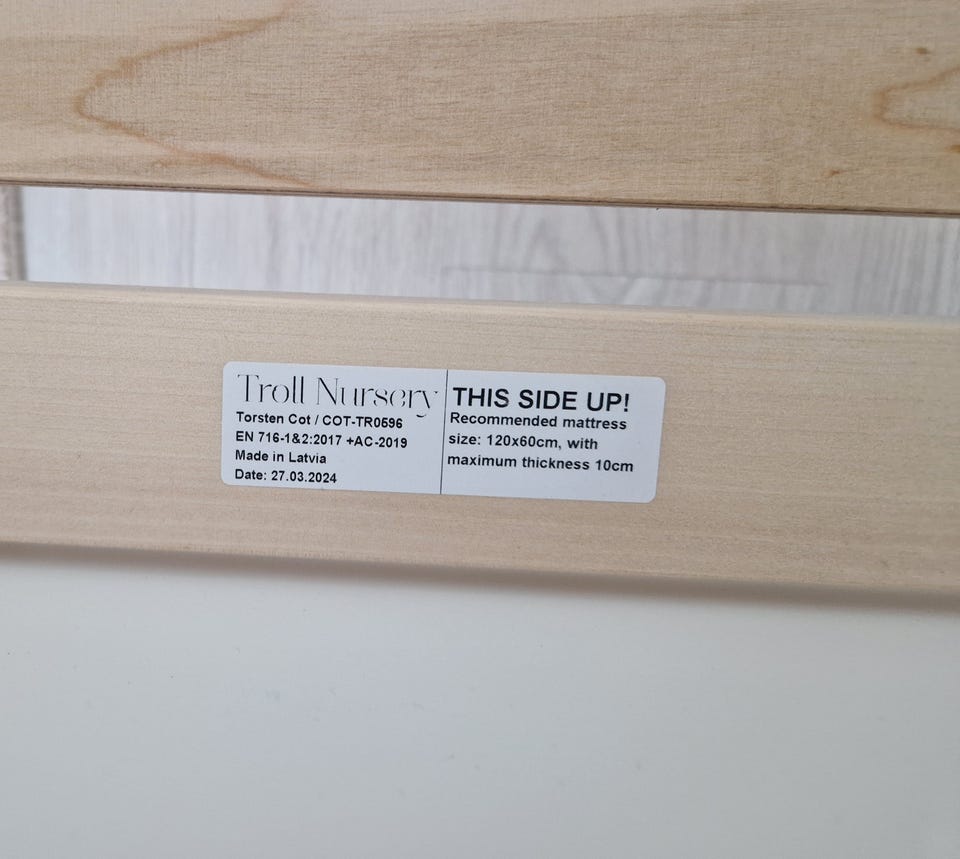 Troll Nursery
Torsten Cot / COT-TR0596
EN 716-1&2:2017 +AC-2019
Made in Latvia
Date: 27.03.2024
THIS SIDE UP!
Recommended mattress
size: 120x60cm, with
maximum thickness 10cm